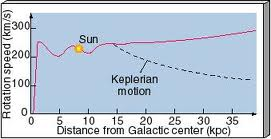 Rotation speed (km/s)
300
200
100
0
Sun
Keplerian
motion
0 5 10 15 20 25 30 35
Distance from Galactic center (kpc)